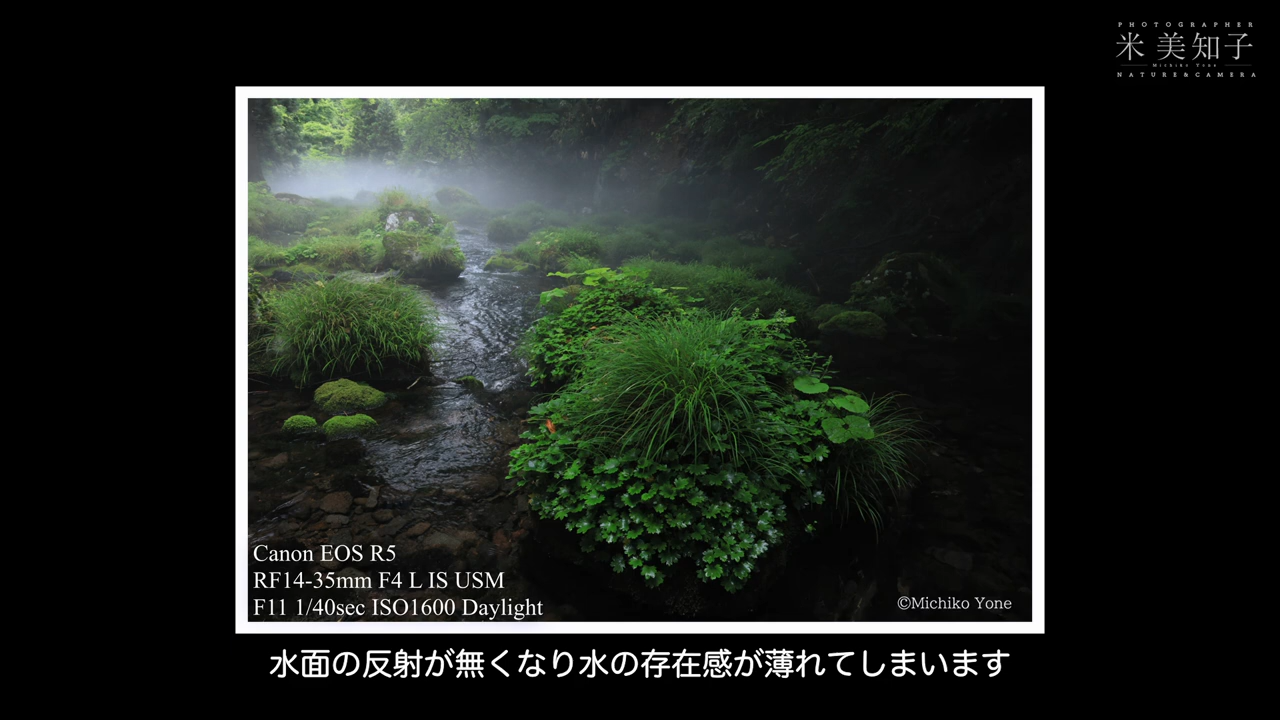 PHOTOGRAPHER
米 美知子
Michiko Yone
NATURE&CAMERA
Canon EOS R5
RF14-35mm F4 L IS USM
F11 1/40sec ISO1600 Daylight
©Michiko Yone
水面の反射が無くなり水の存在感が薄れてしまいます